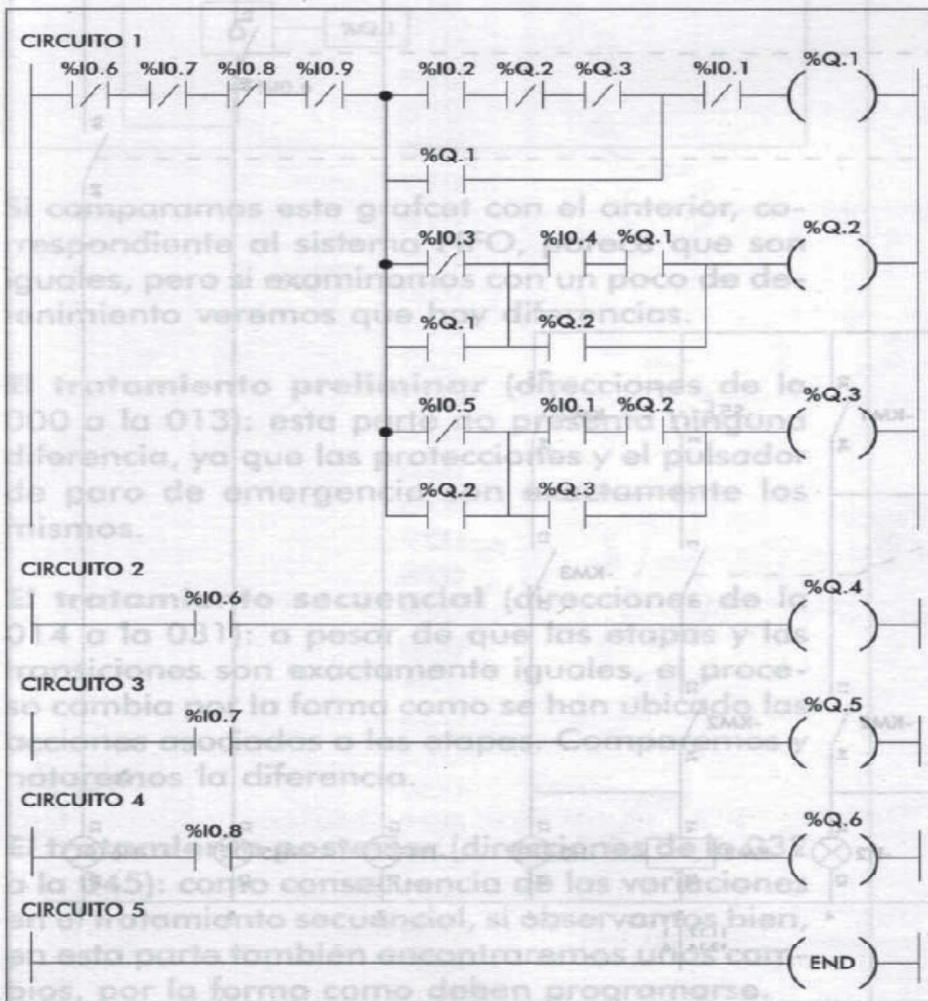 CIRCUITO 1
%I0.6 %I0.7 %I0.8 %I0.9 %I0.2 %Q.2 %Q.3 %I0.1 %Q.1
%Q.1
Si comparamos este grafcet con el anterior, co-
rrespondiente al sistema FIFO, parece que son
%I0.3 %I0.4 %Q.1 %Q.2
iguales, pero si examinamos con un poco de de-
tenimiento veremos que hay diferencias.
%Q.1 %Q.2
El tratamiento preliminar (direcciones de la
%I0.5 %I0.1 %Q.2 %Q.3
000 a la 013): esta parte no presenta ninguna
diferencia, ya que las protecciones y el pulsador
de paro de emergencia son exactamente los
%Q.2 %Q.3
mismos.
CIRCUITO 2
%I0.6 %Q.4
El tratamiento secuencial (direcciones de la
014 a la 031): a pesar de que las etapas y las
transiciones son exactamente iguales, el proce-
CIRCUITO 3
%I0.7 %Q.5
so cambia por la forma como se han ubicado las
acciones asociadas a las etapas. Comparemos y
notaremos la diferencia.
CIRCUITO 4
%I0.8 %Q.6
El tratamiento posterior (direcciones de la 032
a la 045): como consecuencia de las variaciones
CIRCUITO 5
en el tratamiento secuencial, si observamos bien,
en esta parte también encontraremos unos cam-
END
bios, por la forma como deben programarse.
%Q.1
-KM1
-KM3
-KM2